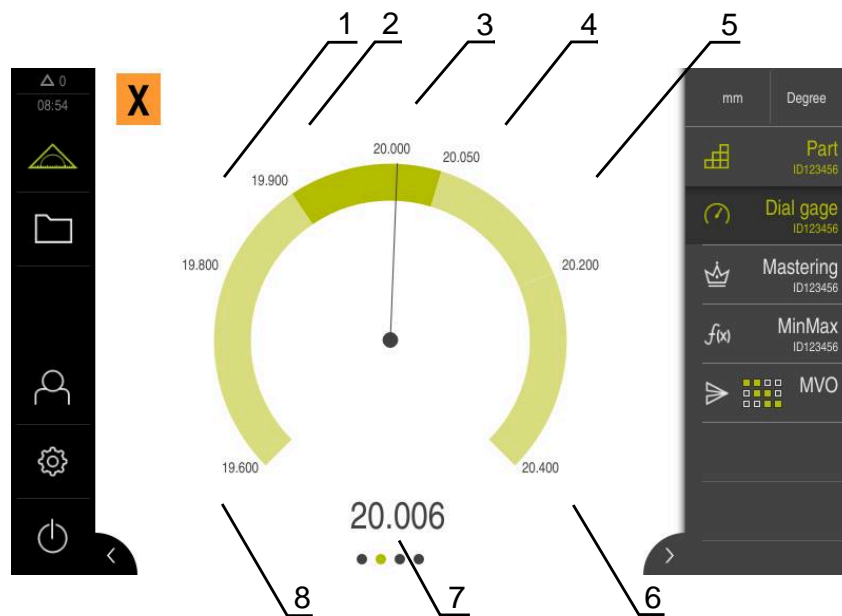 1 2 3 4 5
0
08:54
X
mm Degree
Part
ID123456
Dial gage
ID123456
Mastering
ID123456
f(x) MinMax
ID123456
MVO
20.000
20.050
19.900
19.800
20.200
19.600
20.400
20.006
8 7 6